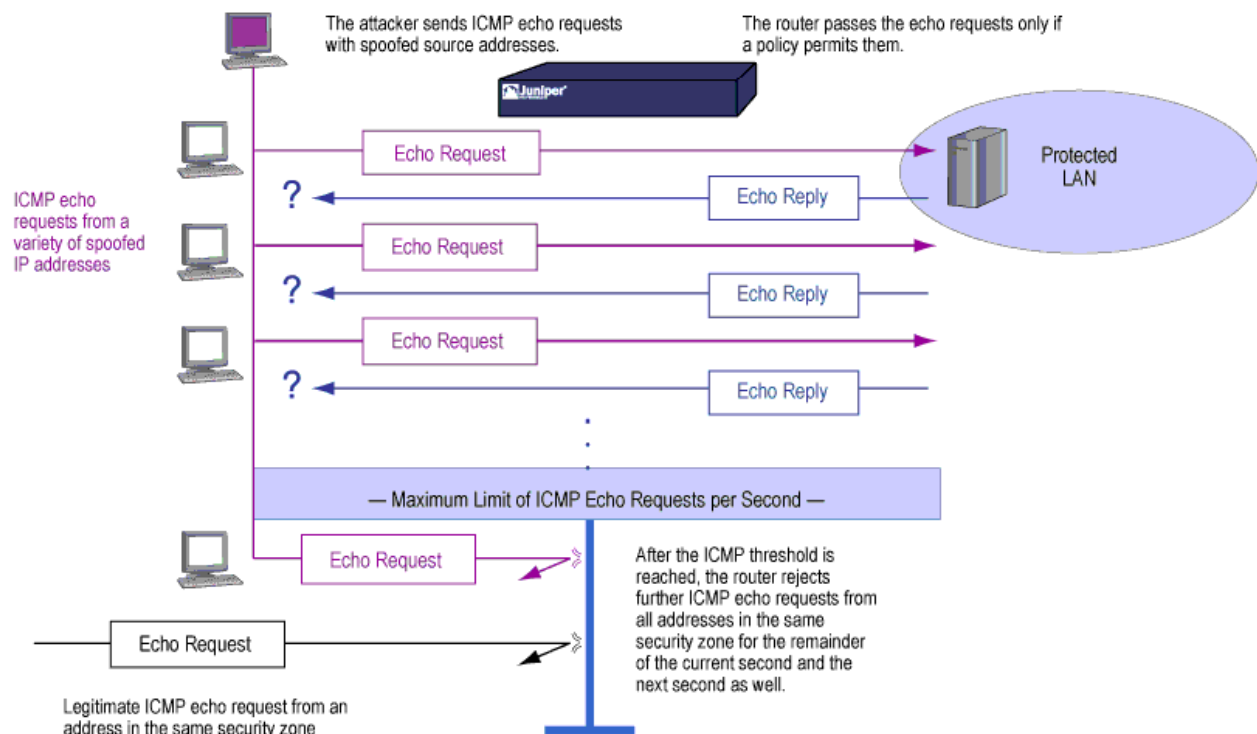 The attacker sends ICMP echo requests
with spoofed source addresses.
The router passes the echo requests only if
a policy permits them.
Juniper
Echo Request
Protected
LAN
ICMP echo
requests from a
variety of spoofed
IP addresses
?
Echo Reply
Echo Request
?
Echo Reply
Echo Request
?
Echo Reply
— Maximum Limit of ICMP Echo Requests per Second —
Echo Request
After the ICMP threshold is
reached, the router rejects
further ICMP echo requests from
all addresses in the same
security zone for the remainder
of the current second and the
next second as well.
Echo Request
Legitimate ICMP echo request from an
address in the same security zone